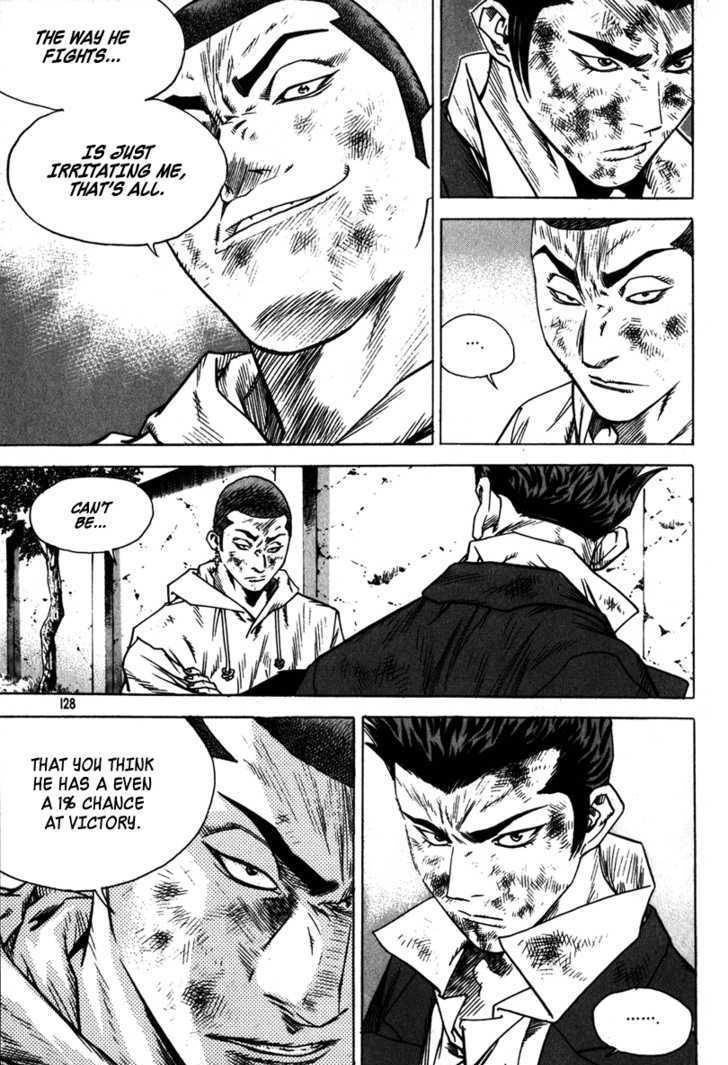 THE WAY HE
FIGHTS...
IS JUST
IRRITATING ME,
THAT'S ALL.
....
CAN'T
BE...
128
THAT YOU THINK
HE HAS A EVEN
A 1% CHANCE
AT VICTORY.
......